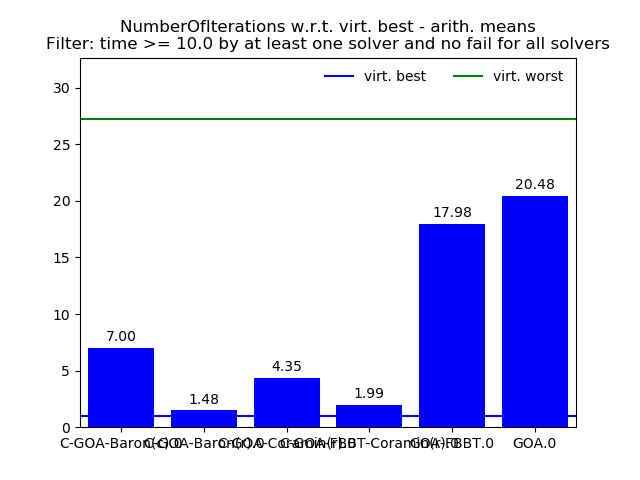 NumberOfIterations w.r.t. virt. best - arith. means
Filter: time >= 10.0 by at least one solver and no fail for all solvers
virt. best
virt. worst
30
25
20
15
10
5
0
7.00
1.48
4.35
1.99
17.98
20.48
GOA.0